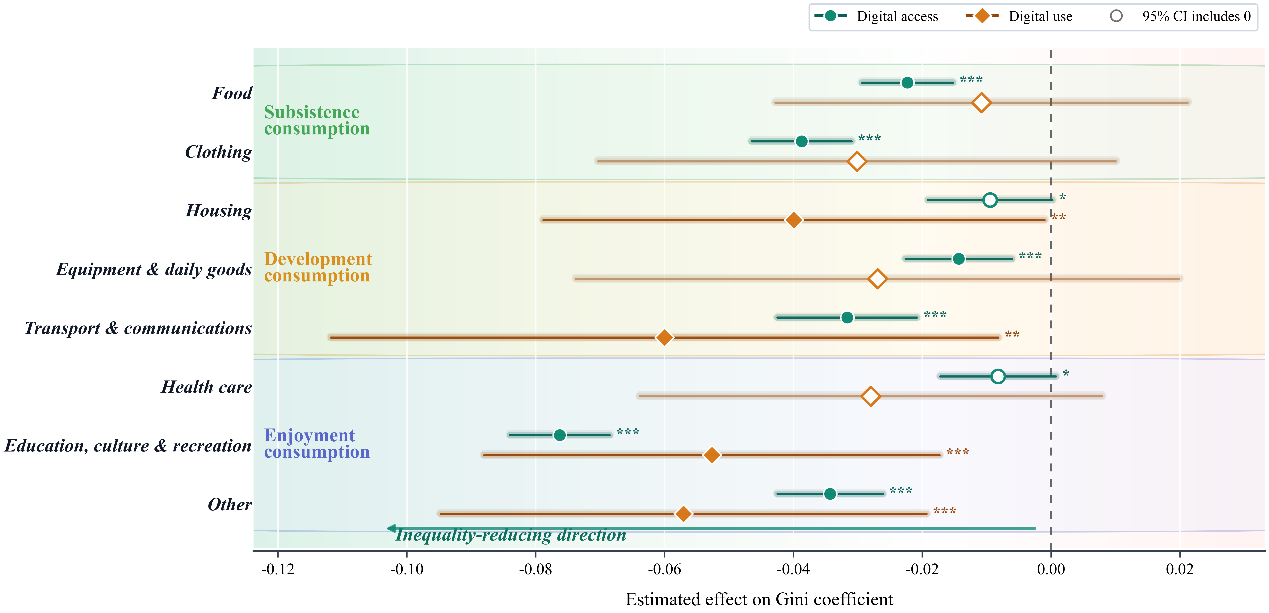 Digital access Digital use 95% CI includes 0
Food ***
Subsistence
consumption
Clothing ***
Housing *
**
Development
consumption
Equipment & daily goods ***
Transport & communications ***
**
Health care *
Enjoyment
consumption
Education, culture & recreation ***
***
Other ***
***
Inequality-reducing direction
-0.12 -0.10 -0.08 -0.06 -0.04 -0.02 0.00 0.02
Estimated effect on Gini coefficient